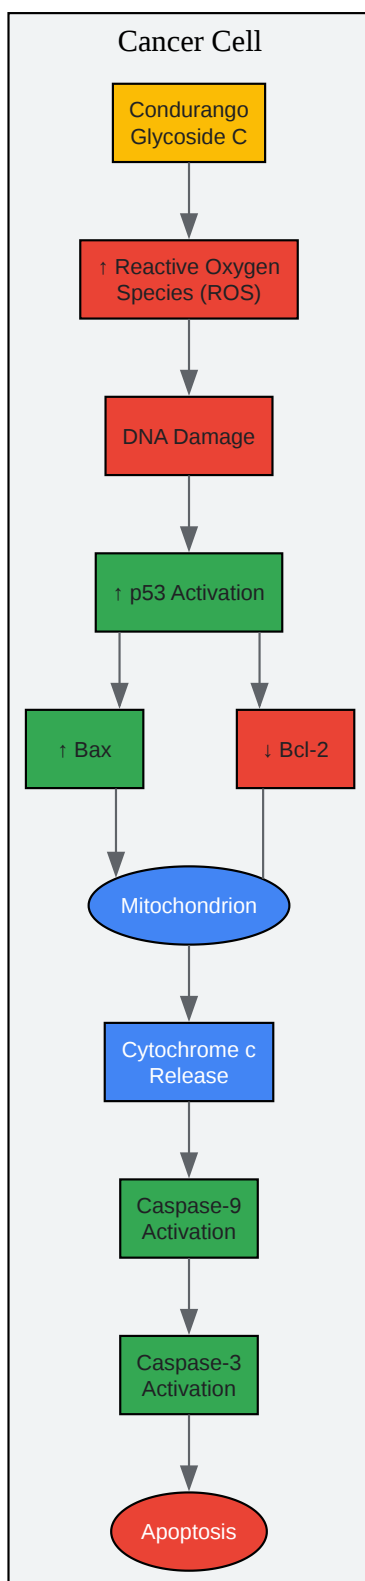 Cancer Cell
Condurango
Glycoside C
↑ Reactive Oxygen
Species (ROS)
DNA Damage
↑ p53 Activation
↑ Bax
↓ Bcl-2
Mitochondrion
Cytochrome c
Release
Caspase-9
Activation
Caspase-3
Activation
Apoptosis